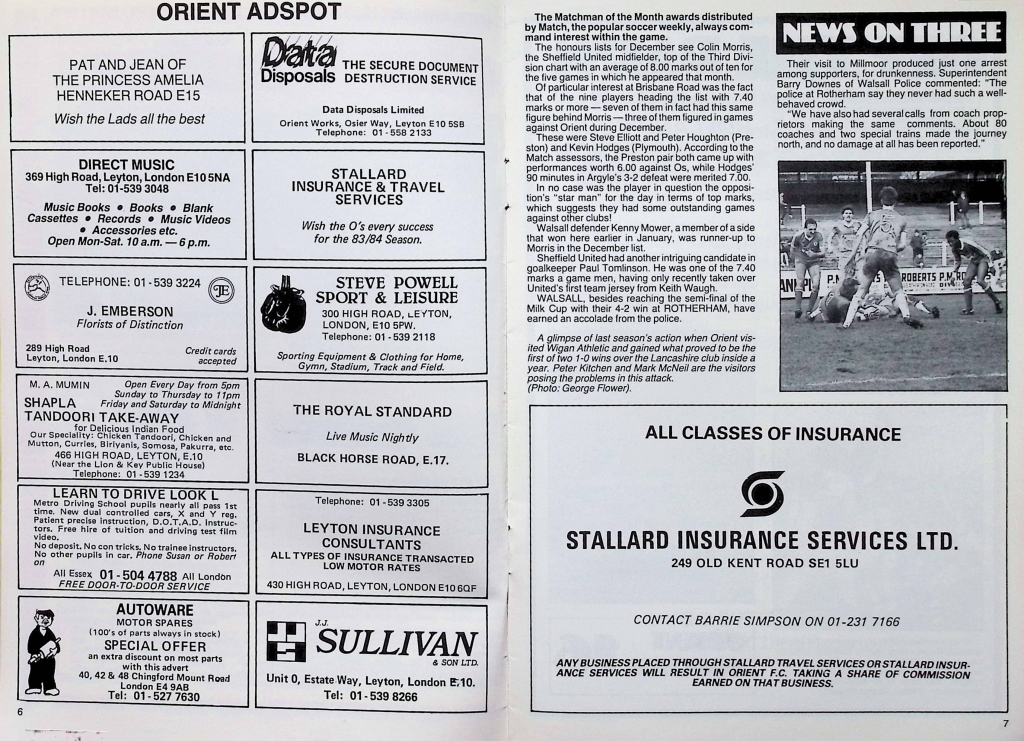 ORIENT ADSPOT
PAT AND JEAN OF
THE PRINCESS AMELIA
HENNEKER ROAD E15
Wish the Lads all the best
Data
Disposals
THE SECURE DOCUMENT
DESTRUCTION SERVICE
Data Disposals Limited
Orient Works, Osier Way, Leyton E10 5SB
Telephone: 01 - 558 2133
DIRECT MUSIC
369 High Road, Leyton, London E10 5NA
Tel: 01-539 3048
Music Books • Books • Blank
Cassettes • Records • Music Videos
• Accessories etc.
Open Mon-Sat. 10 a.m. — 6 p.m.
STALLARD
INSURANCE & TRAVEL
SERVICES
Wish the O's every success
for the 83/84 Season.
TELEPHONE: 01 - 539 3224
J. EMBERSON
Florists of Distinction
289 High Road
Leyton, London E.10
Credit cards
accepted
STEVE POWELL
SPORT & LEISURE
300 HIGH ROAD, LEYTON,
LONDON, E10 5PW.
Telephone: 01 - 539 2118
Sporting Equipment & Clothing for Home,
Gymn, Stadium, Track and Field.
M. A. MUMIN
Open Every Day from 5pm
Sunday to Thursday to 11pm
SHAPLA
Friday and Saturday to Midnight
TANDOORI TAKE-AWAY
for Delicious Indian Food
Our Speciality: Chicken Tandoori, Chicken and
Mutton, Curries, Biriyanis, Somosa, Pakurra, etc.
466 HIGH ROAD, LEYTON, E.10
(Near the Lion & Key Public House)
Telephone: 01 - 539 1234
THE ROYAL STANDARD
Live Music Nightly
BLACK HORSE ROAD, E.17.
LEARN TO DRIVE LOOK L
Metro Driving School pupils nearly all pass 1st
time. New dual controlled cars, X and Y reg.
Patient precise instruction, D.O.T.A.D. Instruc-
tors. Free hire of tuition and driving test film
video.
No deposit. No con tricks. No trainee instructors.
No other pupils in car. Phone Susan or Robert
on
All Essex 01 - 504 4788 All London
FREE DOOR-TO-DOOR SERVICE
Telephone: 01 - 539 3305
LEYTON INSURANCE
CONSULTANTS
ALL TYPES OF INSURANCE TRANSACTED
LOW MOTOR RATES
430 HIGH ROAD, LEYTON, LONDON E10 6QF
AUTOWARE
MOTOR SPARES
(100's of parts always in stock)
SPECIAL OFFER
an extra discount on most parts
with this advert
40, 42 & 48 Chingford Mount Road
London E4 9AB
Tel: 01 - 527 7630
J.J.
SULLIVAN
& SON LTD.
Unit 0, Estate Way, Leyton, London E.10.
Tel: 01 - 539 8266
6
The Matchman of the Month awards distributed
by Match, the popular soccer weekly, always com-
mand interest within the game.
The honours lists for December see Colin Morris,
the Sheffield United midfielder, top of the Third Divi-
sion chart with an average of 8.00 marks out of ten for
the five games in which he appeared that month.
Of particular interest at Brisbane Road was the fact
that of the nine players heading the list with 7.40
marks or more — seven of them in fact had this same
figure behind Morris — three of them figured in games
against Orient during December.
These were Steve Elliott and Peter Houghton (Pre-
ston) and Kevin Hodges (Plymouth). According to the
Match assessors, the Preston pair both came up with
performances worth 6.00 against Os, while Hodges'
90 minutes in Argyle's 3-2 defeat were merited 7.00.
In no case was the player in question the opposi-
tion's "star man" for the day in terms of top marks,
which suggests they had some outstanding games
against other clubs!
Walsall defender Kenny Mower, a member of a side
that won here earlier in January, was runner-up to
Morris in the December list.
Sheffield United had another intriguing candidate in
goalkeeper Paul Tomlinson. He was one of the 7.40
marks a game men, having only recently taken over
United's first team jersey from Keith Waugh.
WALSALL, besides reaching the semi-final of the
Milk Cup with their 4-2 win at ROTHERHAM, have
earned an accolade from the police.
A glimpse of last season's action when Orient vis-
ited Wigan Athletic and gained what proved to be the
first of two 1-0 wins over the Lancashire club inside a
year. Peter Kitchen and Mark McNeil are the visitors
posing the problems in this attack.
(Photo: George Flower).
NEWS ON THREE
Their visit to Millmoor produced just one arrest
among supporters, for drunkenness. Superintendent
Barry Downes of Walsall Police commented: "The
police at Rotherham say they never had such a well-
behaved crowd.
"We have also had several calls from coach prop-
rietors making the same comments. About 80
coaches and two special trains made the journey
north, and no damage at all has been reported."
ROBERTS P.M.
ALL CLASSES OF INSURANCE
STALLARD INSURANCE SERVICES LTD.
249 OLD KENT ROAD SE1 5LU
CONTACT BARRIE SIMPSON ON 01-231 7166
ANY BUSINESS PLACED THROUGH STALLARD TRAVEL SERVICES OR STALLARD INSUR-
ANCE SERVICES WILL RESULT IN ORIENT F.C. TAKING A SHARE OF COMMISSION
EARNED ON THAT BUSINESS.
7